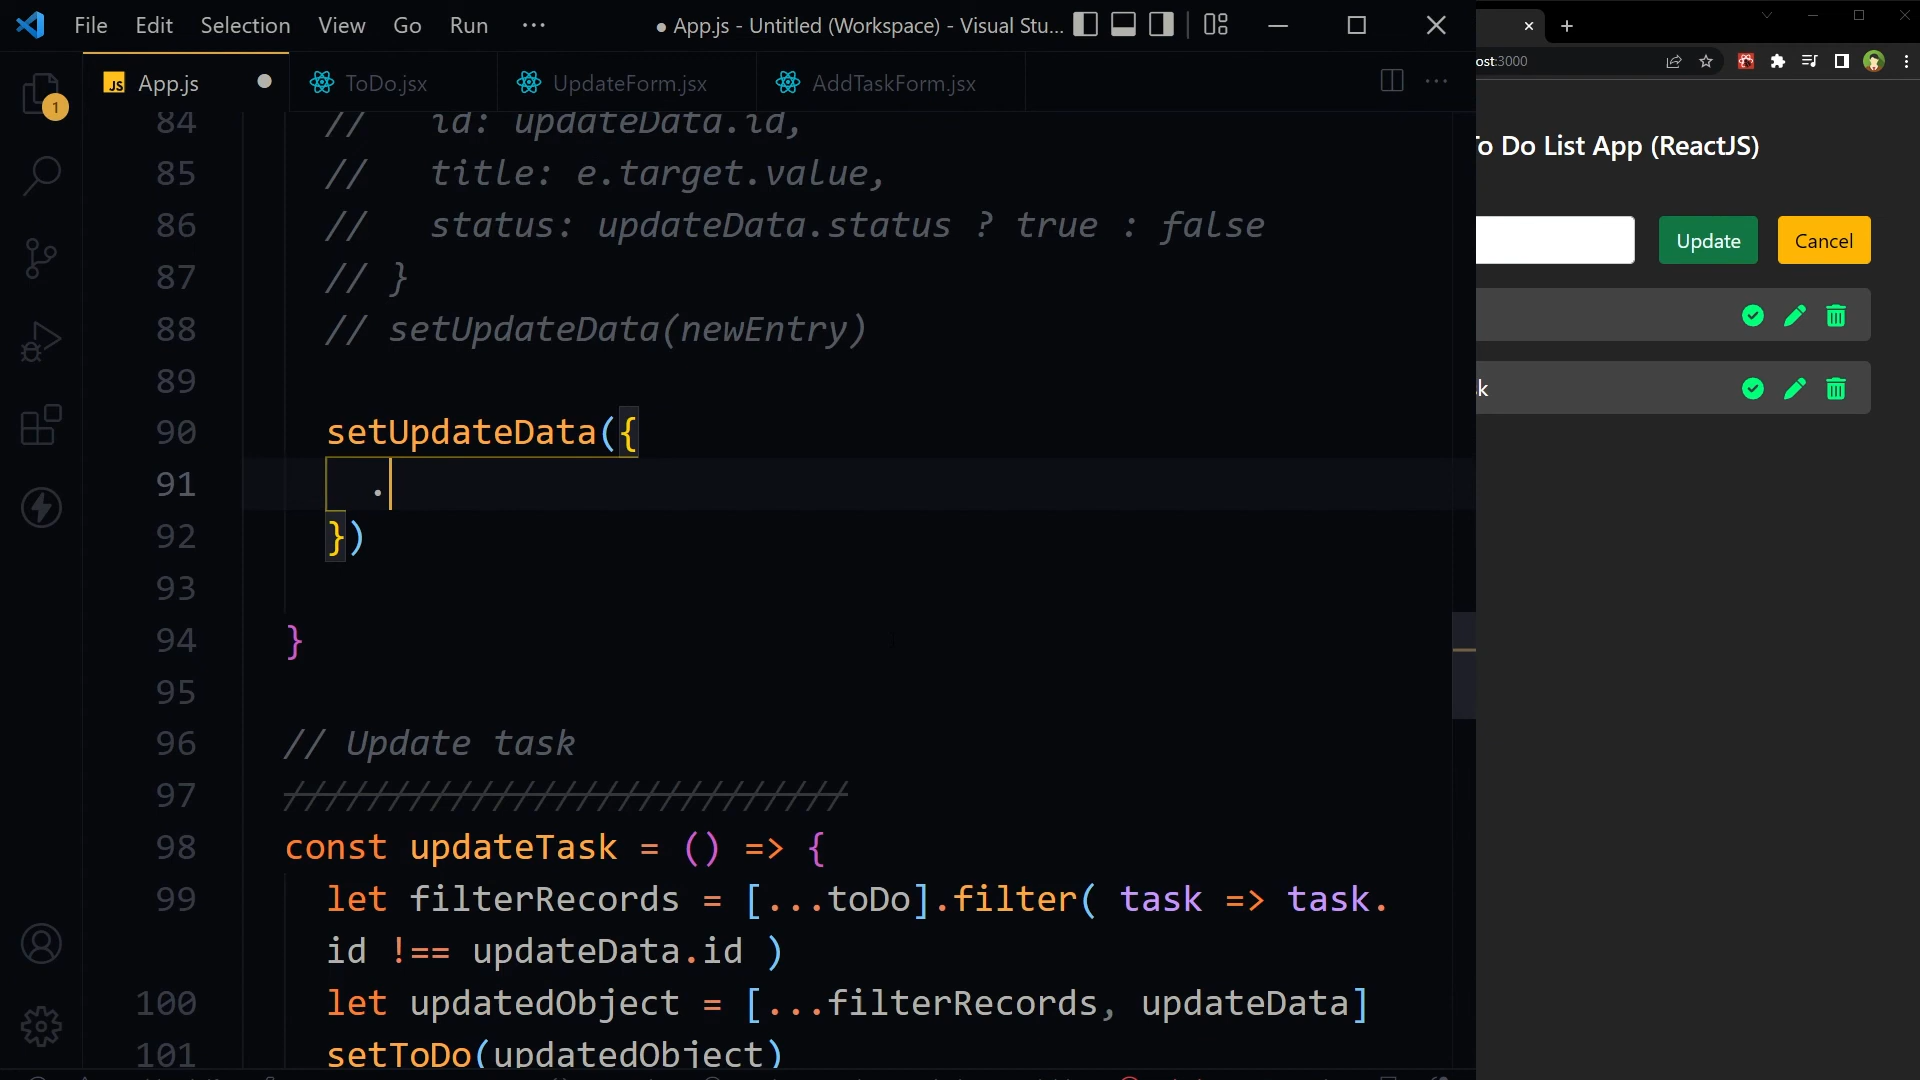 File Edit Selection View Go Run ··· ● App.js - Untitled (Workspace) - Visual Stu...
JS App.js ● ToDo.jsx UpdateForm.jsx AddTaskForm.jsx ···
1
84 // id: updateData.id,
85 // title: e.target.value,
86 // status: updateData.status ? true : false
87 // }
88 // setUpdateData(newEntry)
89
90 setUpdateData({
91 .
92 })
93
94 }
95
96 // Update task
97 ///////////////////////////
98 const updateTask = () => {
99 let filterRecords = [...toDo].filter( task => task.
id !== updateData.id )
100 let updatedObject = [...filterRecords, updateData]
101 setToDo(updatedObject)
ost:3000
To Do List App (ReactJS)
Update Cancel
k